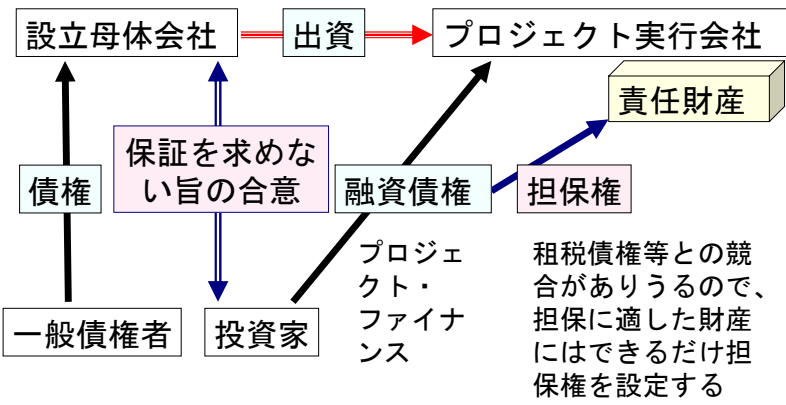 設立母体会社
出資
プロジェクト実行会社
責任財産
保証を求めな
い旨の合意
債権
融資債権
担保権
プロジェ
クト・
ファイナ
ンス
租税債権等との競
合がありうるので、
担保に適した財産
にはできるだけ担
保権を設定する
一般債権者
投資家